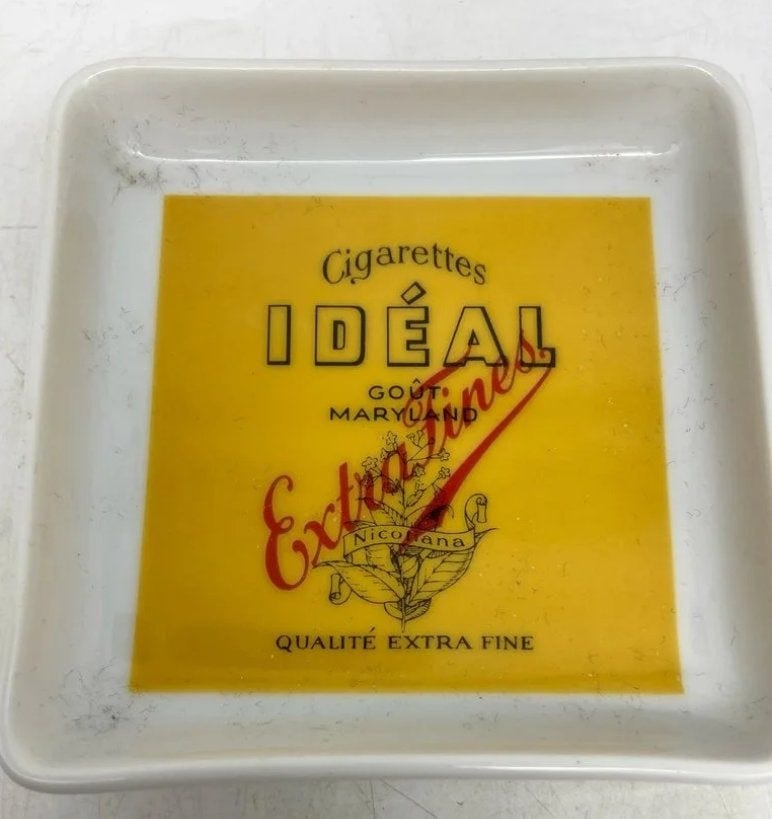 Cigarettes
IDÉAL
GOÛT
MARYLAND
Extra Fines
Nicotiana
QUALITÉ EXTRA FINE